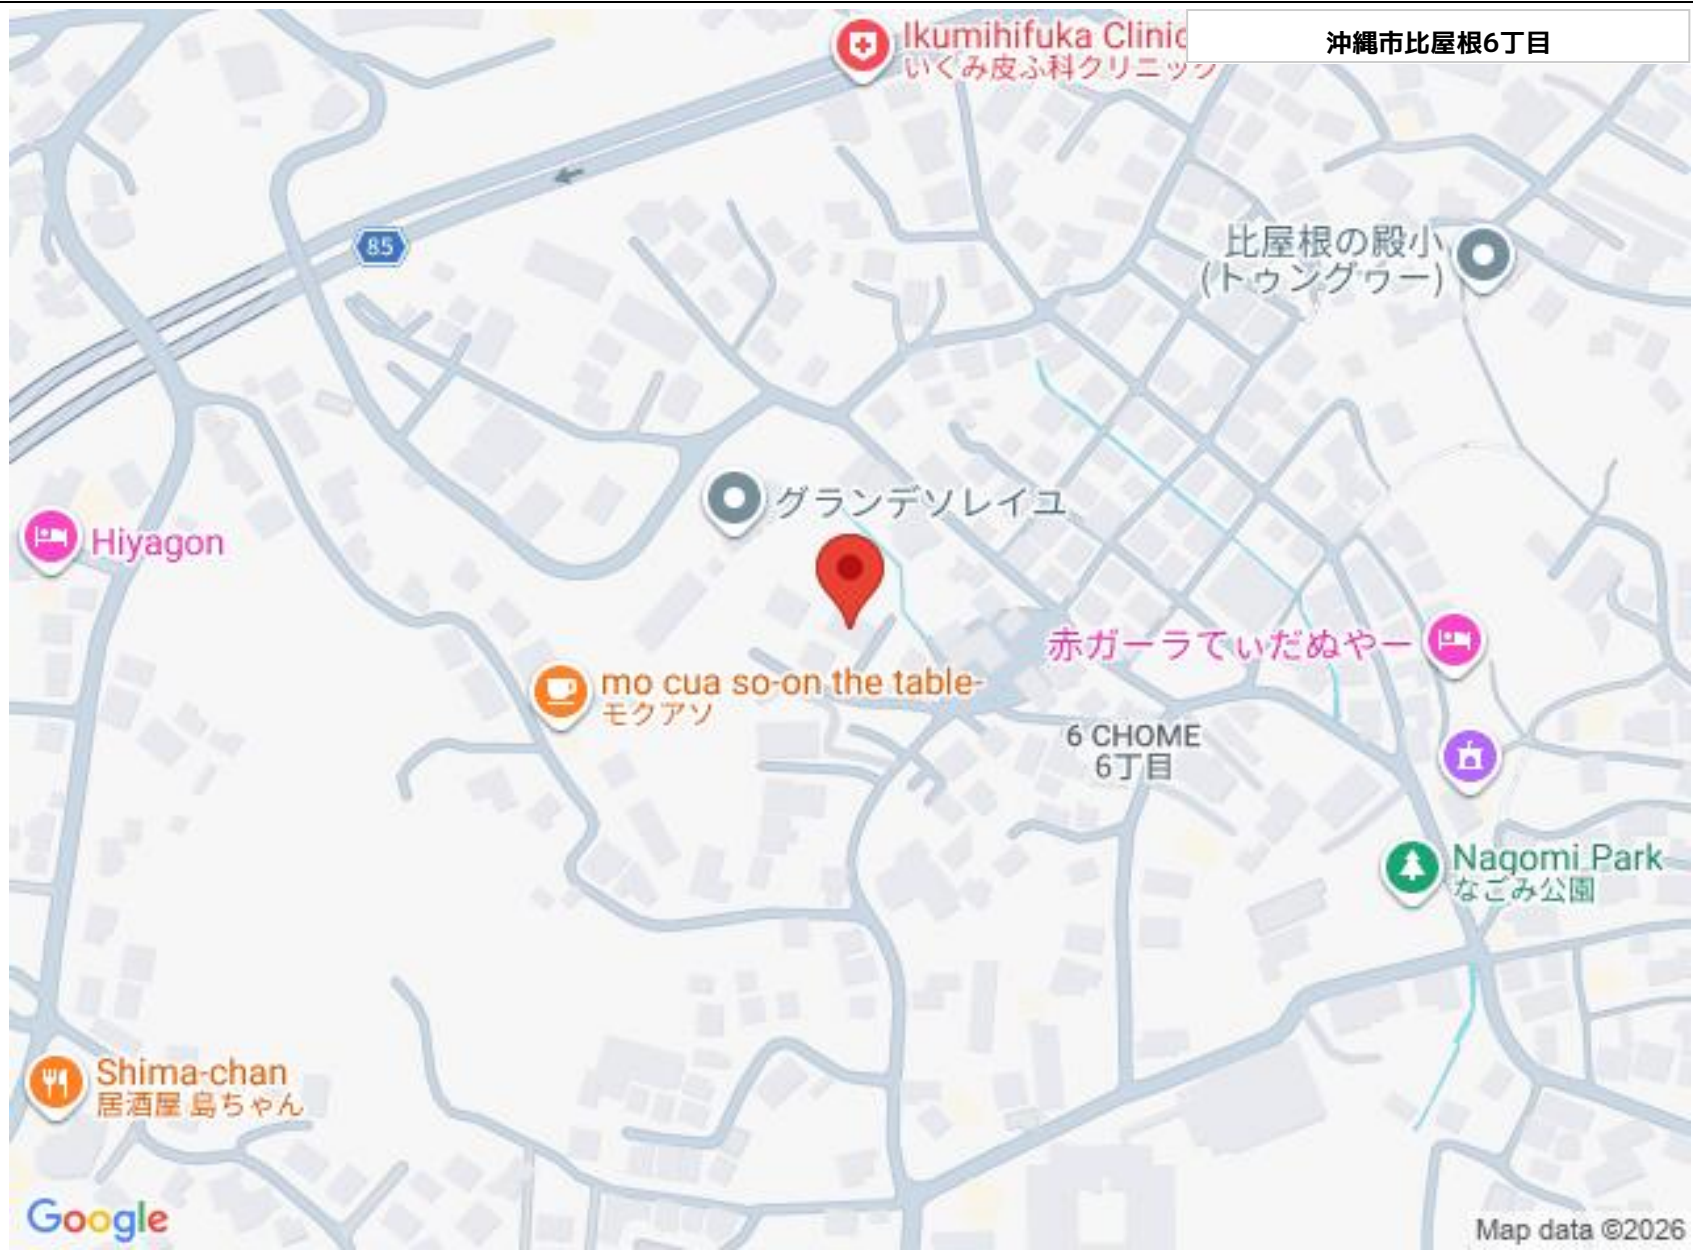 Ikumihifuka Clinic
いくみ皮ふ科クリニック
沖縄市比屋根6丁目
85
比屋根の殿小
(トゥングヮー)
グランデソレイユ
Hiyagon
赤ガーラてぃだぬやー
mo cua so-on the table-
モクアソ
6 CHOME
6丁目
Nagomi Park
なごみ公園
Shima-chan
居酒屋 島ちゃん
Google
Map data ©2026